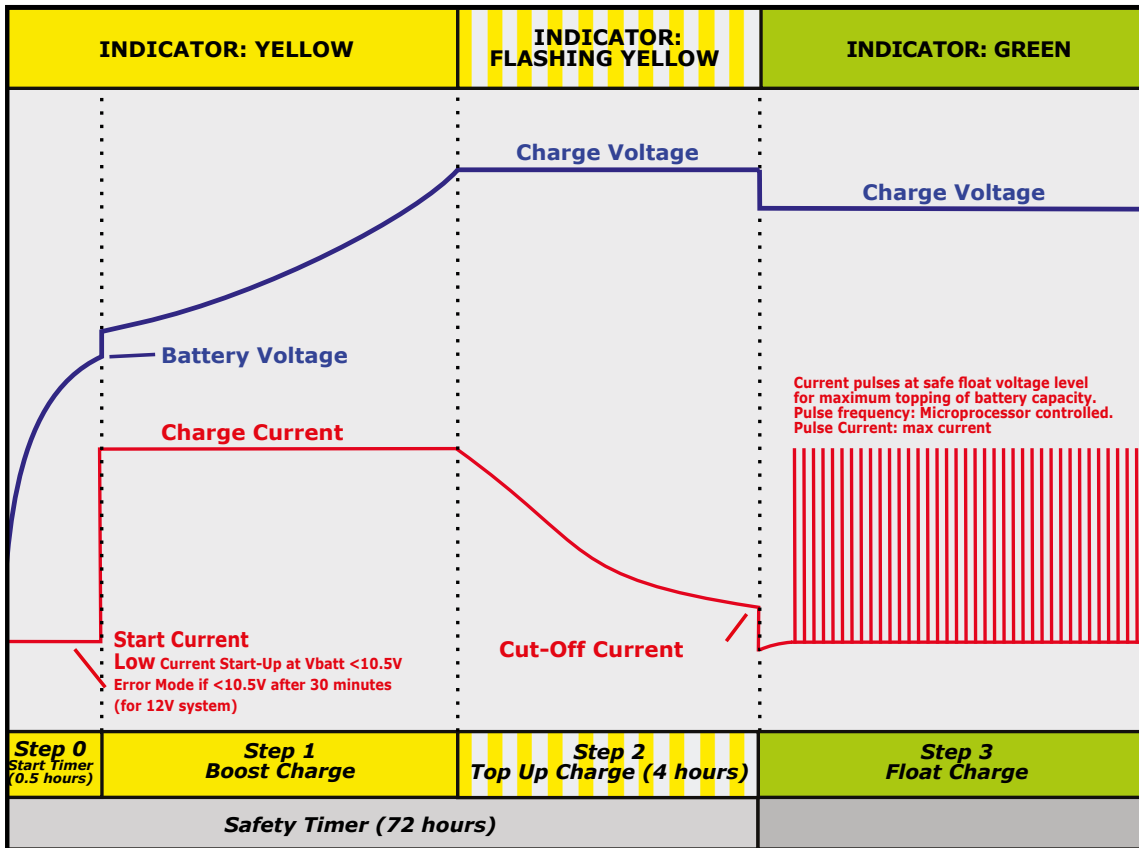 INDICATOR: YELLOW
INDICATOR:
FLASHING YELLOW
INDICATOR: GREEN
Charge Voltage
Charge Voltage
Battery Voltage
Current pulses at safe float voltage level
for maximum topping of battery capacity.
Pulse frequency: Microprocessor controlled.
Pulse Current: max current
Charge Current
Start Current
Low Current Start-Up at Vbatt <10.5V
Error Mode if <10.5V after 30 minutes
(for 12V system)
Cut-Off Current
Step 0
Start Timer
(0.5 hours)
Step 1
Boost Charge
Step 2
Top Up Charge (4 hours)
Step 3
Float Charge
Safety Timer (72 hours)